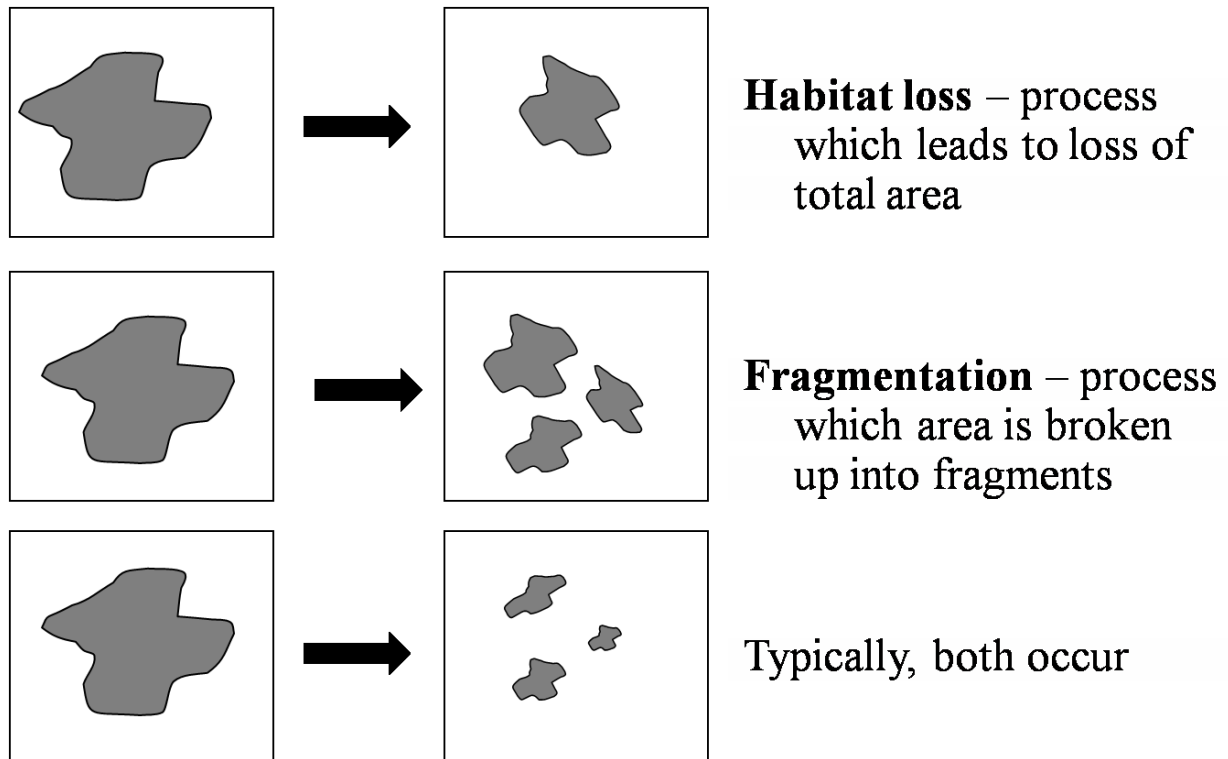 Habitat loss – process
which leads to loss of
total area
Fragmentation – process
which area is broken
up into fragments
Typically, both occur